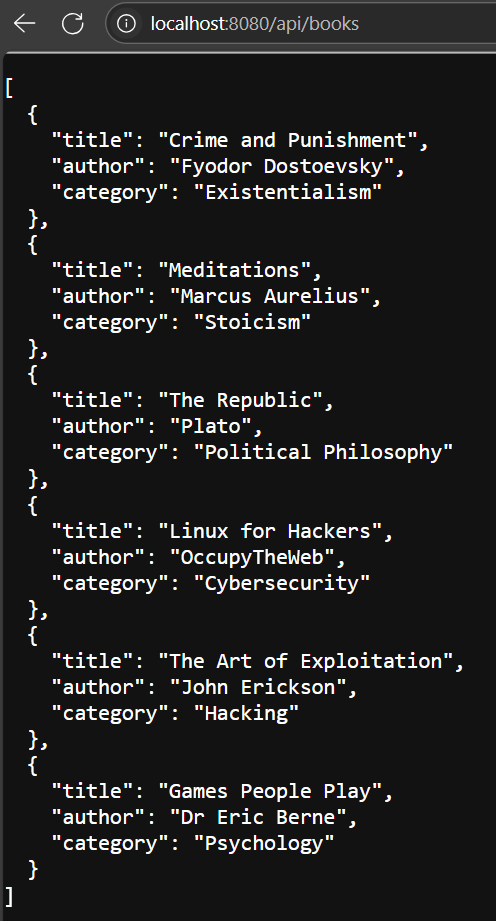 localhost:8080/api/books
[
  {
    "title": "Crime and Punishment",
    "author": "Fyodor Dostoevsky",
    "category": "Existentialism"
  },
  {
    "title": "Meditations",
    "author": "Marcus Aurelius",
    "category": "Stoicism"
  },
  {
    "title": "The Republic",
    "author": "Plato",
    "category": "Political Philosophy"
  },
  {
    "title": "Linux for Hackers",
    "author": "OccupyTheWeb",
    "category": "Cybersecurity"
  },
  {
    "title": "The Art of Exploitation",
    "author": "John Erickson",
    "category": "Hacking"
  },
  {
    "title": "Games People Play",
    "author": "Dr Eric Berne",
    "category": "Psychology"
  }
]